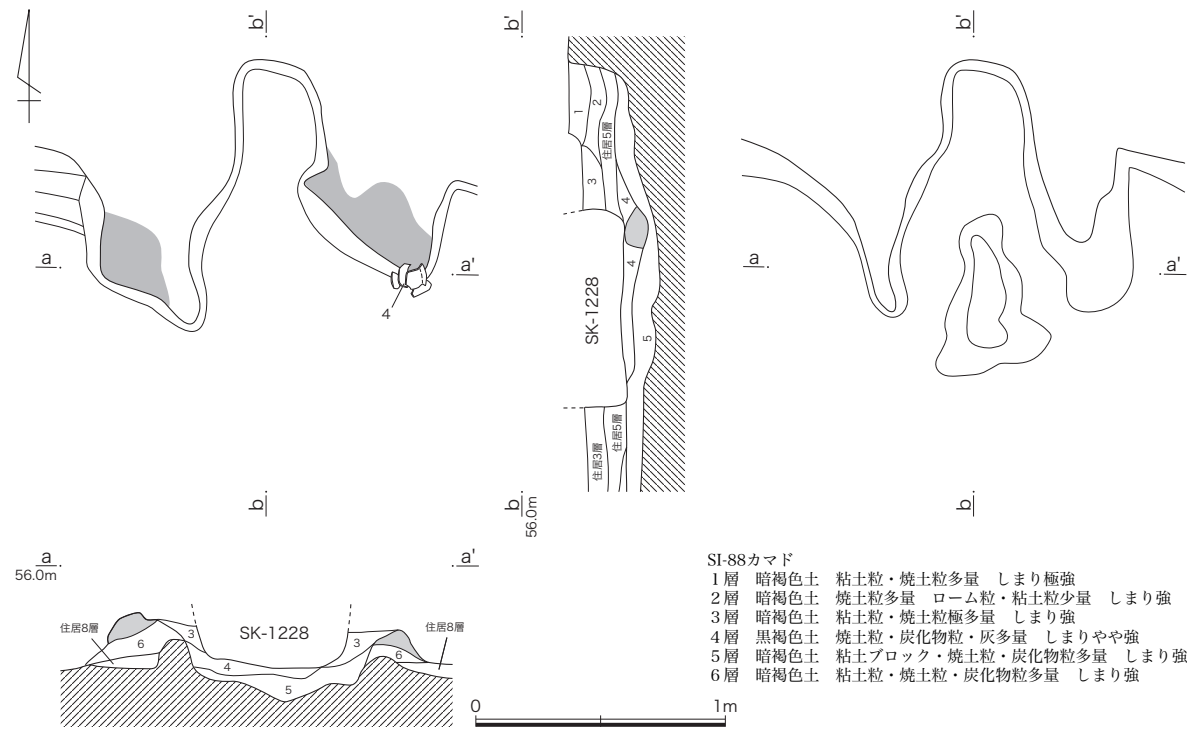 b'
b'
b'
1
2
住居5層
3
4
4
5
SK-1228
住居3層
住居5層
a
a'
4
a
a'
b
b
56.0m
b
a
56.0m
a'
住居8層
3
SK-1228
3
住居8層
6
4
6
5
0
1m
SI-88カマド
1層　暗褐色土　粘土粒・焼土粒多量　しまり極強
2層　暗褐色土　焼土粒多量　ローム粒・粘土粒少量　しまり強
3層　暗褐色土　粘土粒・焼土粒極多量　しまり強
4層　黒褐色土　焼土粒・炭化物粒・灰多量　しまりやや強
5層　暗褐色土　粘土ブロック・焼土粒・炭化物粒多量　しまり強
6層　暗褐色土　粘土粒・焼土粒・炭化物粒多量　しまり強